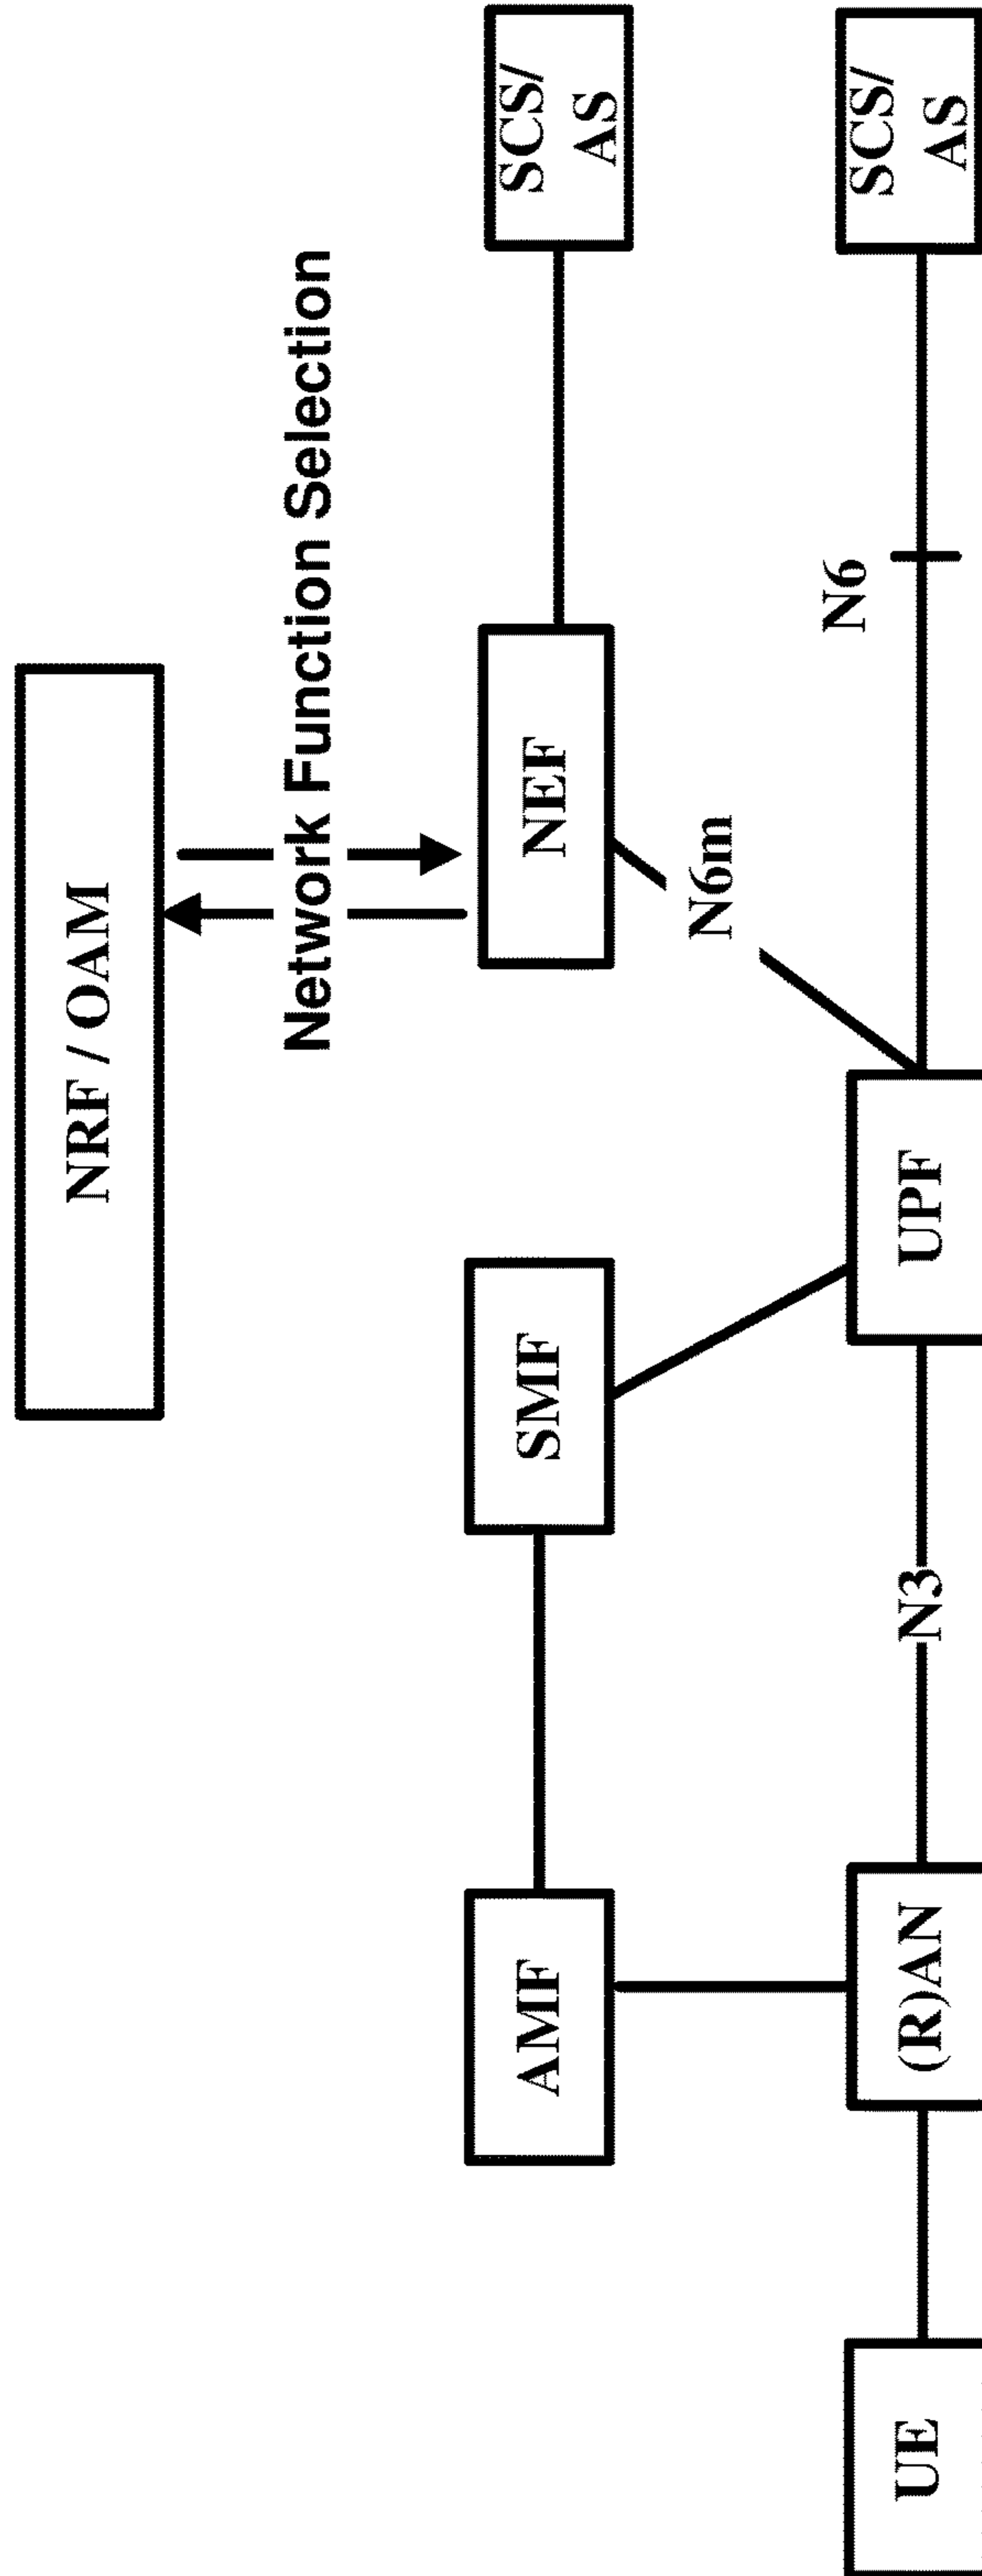 NRF / OAM
Network Function Selection
AMF
SMF
NEF
SCS/
AS
N6m
N6
UE
(R)AN
N3
UPF
SCS/
AS